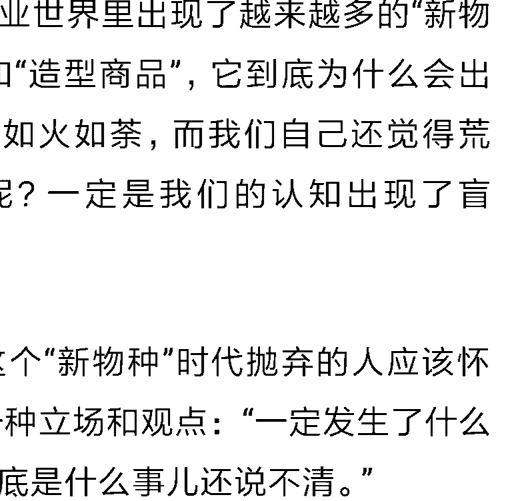 业世界里出现了越来越多的“新物
和“造型商品”，它到底为什么会出
如火如荼，而我们自己还觉得荒
呢？一定是我们的认知出现了盲
这个“新物种”时代抛弃的人应该怀
一种立场和观点：“一定发生了什么
底是什么事儿还说不清。”